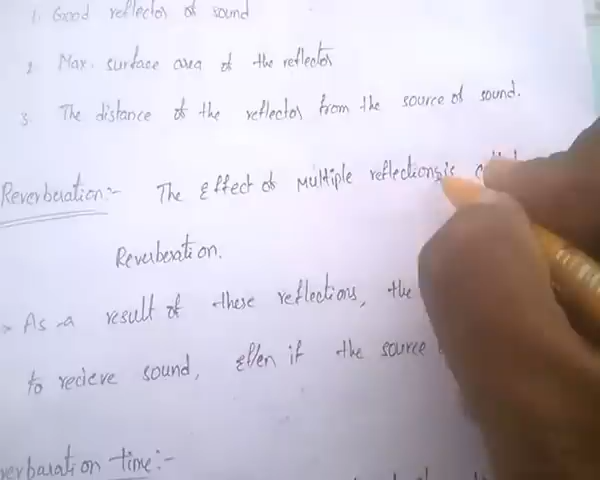 1. Good reflector of sound
2. Max. surface area of the reflector
3. The distance of the reflector from the source of sound.
Reverberation:- The Effect of Multiple reflections is
Reverberation.
As a result of these reflections, the
to recieve sound, even if the source
time:-